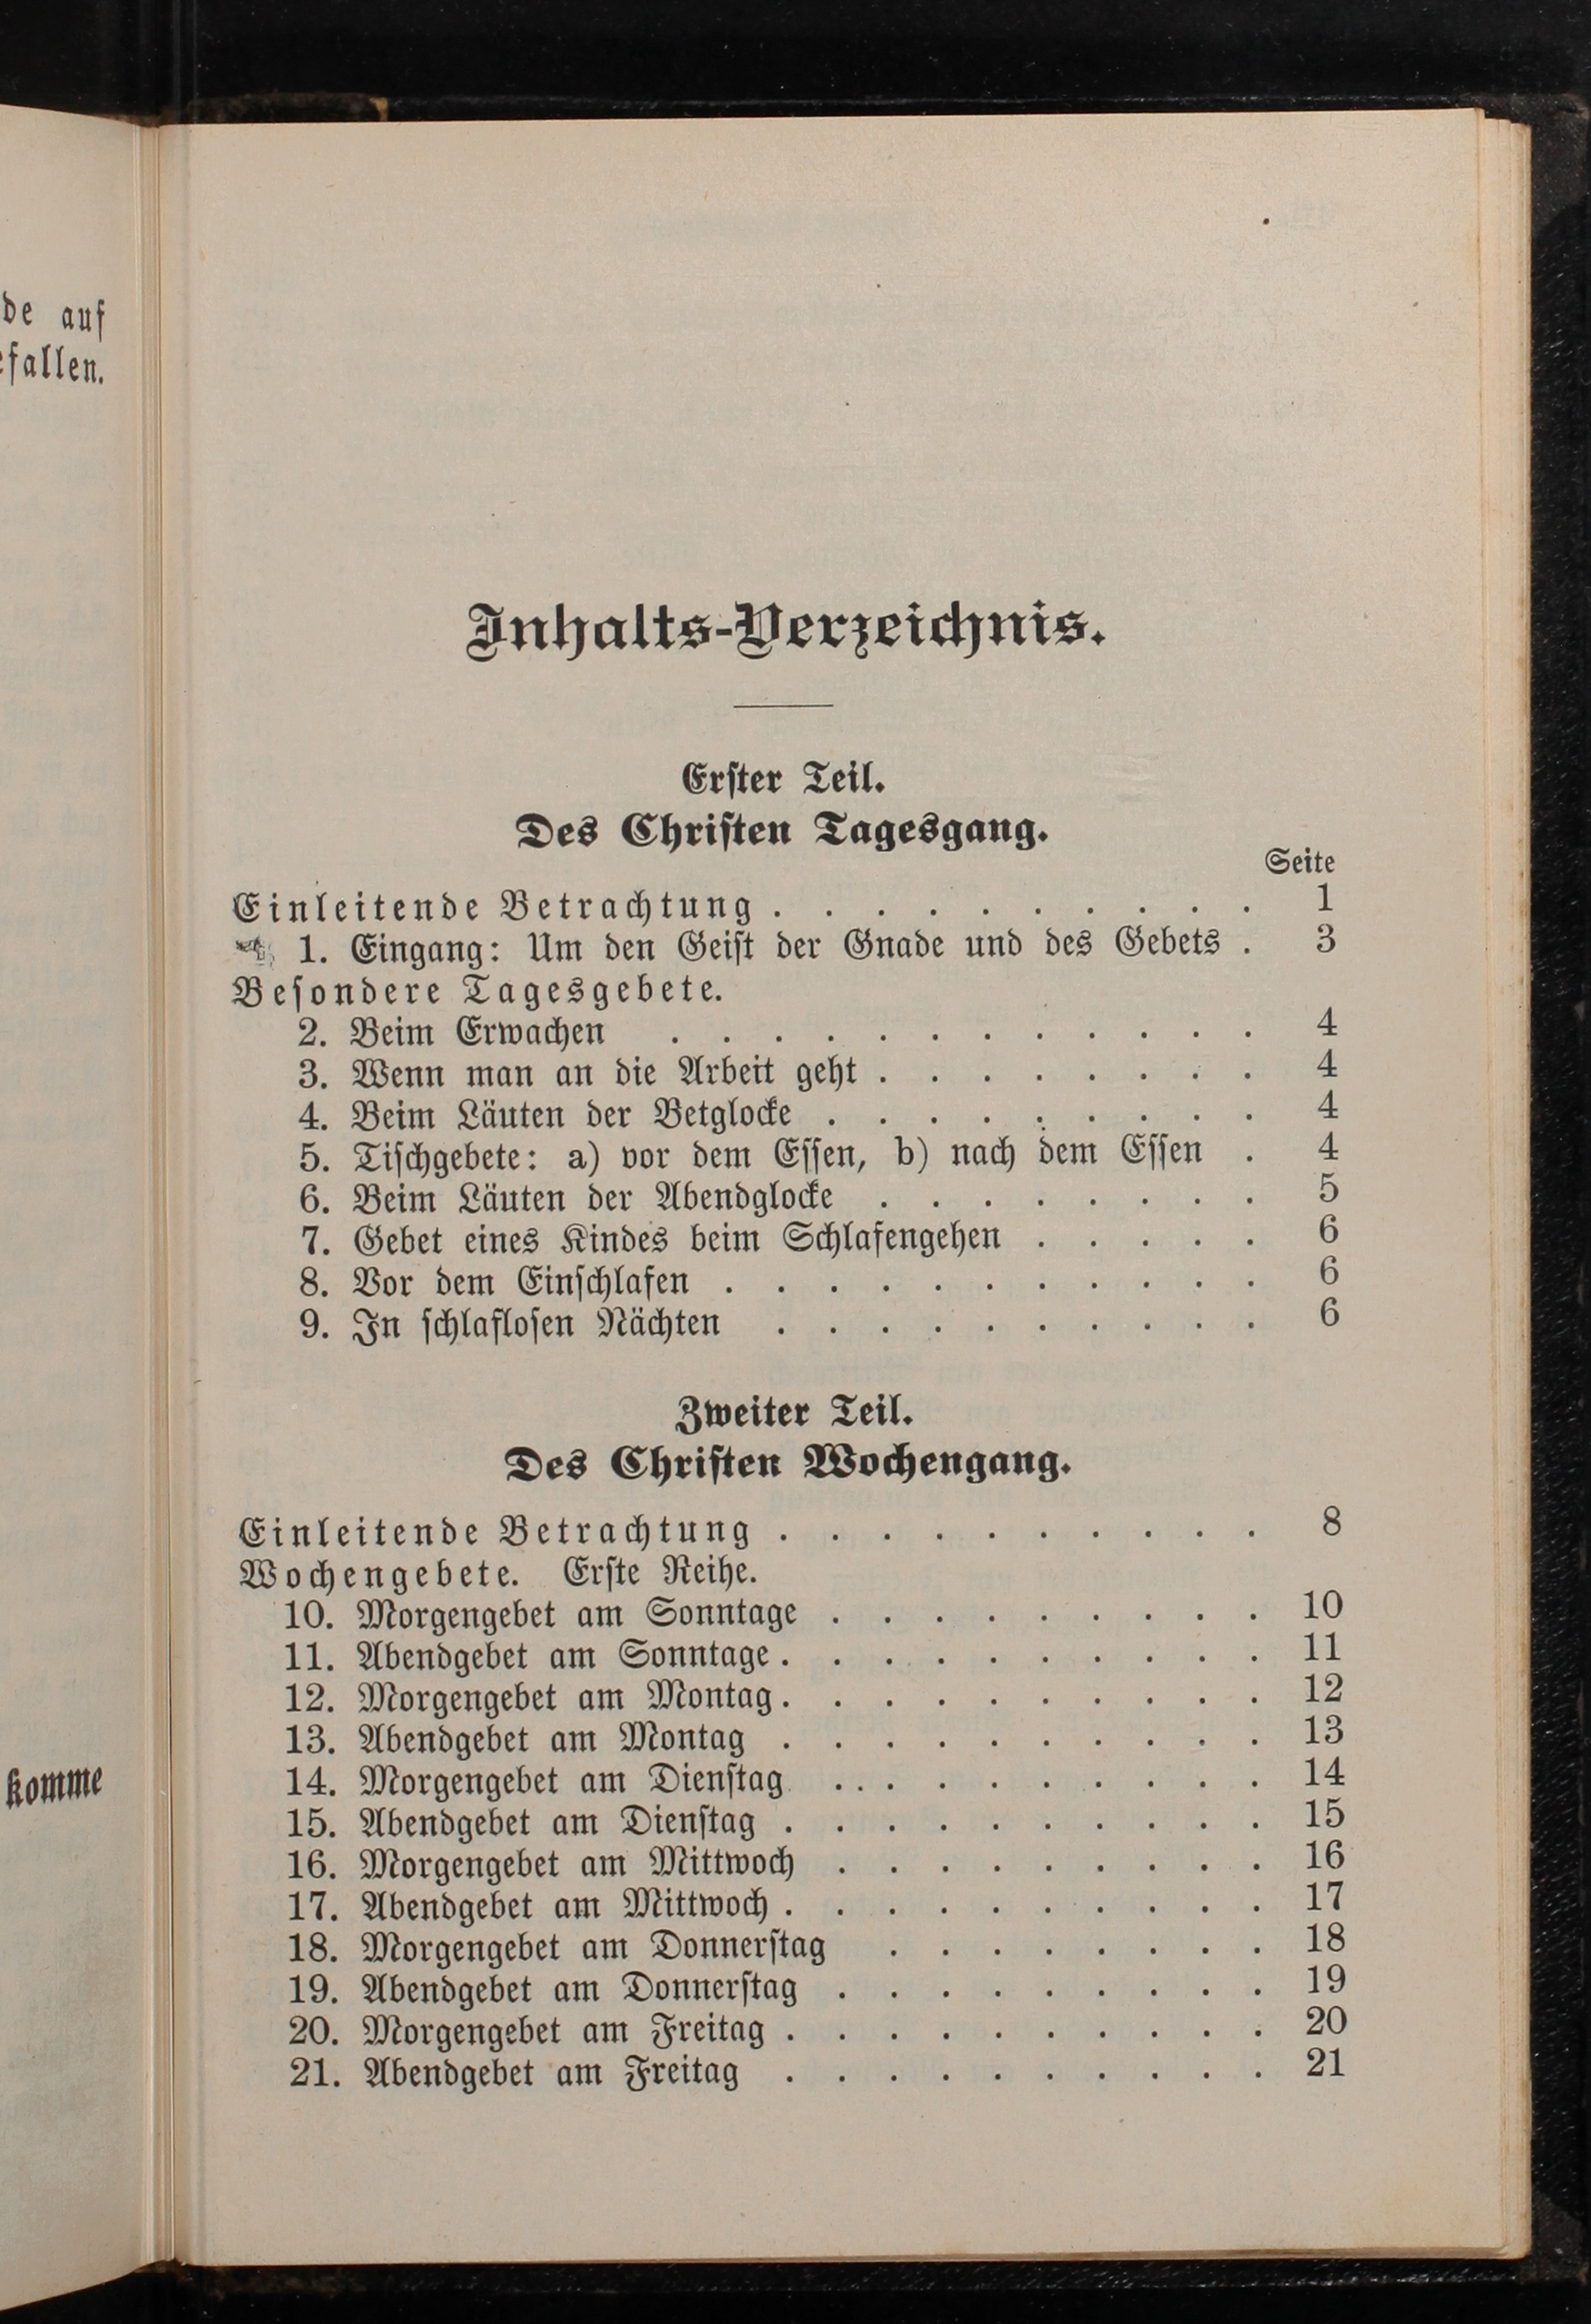 de auf
fallen.
komme
Inhalts-Verzeichnis.
Erster Teil.
Des Christen Tagesgang.
Seite
Einleitende Betrachtung . . . . . . . . . . 1
1. Eingang: Um den Geist der Gnade und des Gebets . 3
Besondere Tagesgebete.
2. Beim Erwachen . . . . . . . . . . . . 4
3. Wenn man an die Arbeit geht . . . . . . . . 4
4. Beim Läuten der Betglocke . . . . . . . . . 4
5. Tischgebete: a) vor dem Essen, b) nach dem Essen . 4
6. Beim Läuten der Abendglocke . . . . . . . . 5
7. Gebet eines Kindes beim Schlafengehen . . . . . 6
8. Vor dem Einschlafen . . . . . . . . . . . 6
9. In schlaflosen Nächten . . . . . . . . . . 6
Zweiter Teil.
Des Christen Wochengang.
Einleitende Betrachtung . . . . . . . . . . 8
Wochengebete. Erste Reihe.
10. Morgengebet am Sonntage . . . . . . . . . 10
11. Abendgebet am Sonntage . . . . . . . . . . 11
12. Morgengebet am Montag . . . . . . . . . . 12
13. Abendgebet am Montag . . . . . . . . . . 13
14. Morgengebet am Dienstag . . . . . . . . . . 14
15. Abendgebet am Dienstag . . . . . . . . . . 15
16. Morgengebet am Mittwoch . . . . . . . . . 16
17. Abendgebet am Mittwoch . . . . . . . . . . 17
18. Morgengebet am Donnerstag . . . . . . . . 18
19. Abendgebet am Donnerstag . . . . . . . . . 19
20. Morgengebet am Freitag . . . . . . . . . . 20
21. Abendgebet am Freitag . . . . . . . . . . 21